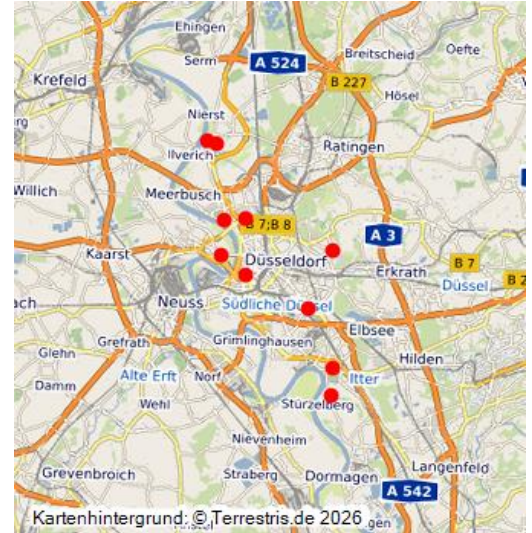 Ehingen
Serm
A 524
Breitscheid
Oefte
Krefeld
B 227
Hösel
Nierst
Ilverich
Ratingen
Willich
Meerbusch
B 7;B 8
A 3
Kaarst
Düsseldorf
B 7
Erkrath
Neuss
Südliche Düssel
Düssel
Elbsee
Grefrath
Grimlinghausen
Glehn
Hilden
Alte Erft
Norf
Itter
Damm
Wehl
Stürzelberg
Nievenheim
Grevenbroich
Straberg
Dormagen
Langenfeld
A 542
Kartenhintergrund: © Terrestris.de 2026